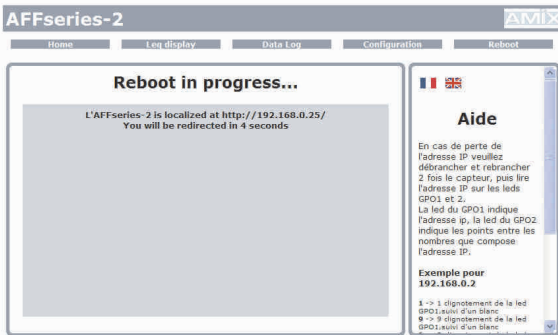 AFFseries-2
AMIX
Home Leq display Data Log Configuration Reboot
Reboot in progress...
L'AFFseries-2 is localized at http://192.168.0.25/
You will be redirected in 4 seconds
Aide
En cas de perte de
l'adresse IP veuillez
débrancher et rebrancher
2 fois le capteur, puis lire
l'adresse IP sur les leds
GPO1 et 2.
La led du GPO1 indique
l'adresse ip, la led du GPO2
indique les points entre les
nombres que compose
l'adresse IP.
Exemple pour
192.168.0.2
1 -> 1 clignotement de la led
GPO1.suivi d'un blanc
9 -> 9 clignotement de la led
GPO1.suivi d'un blanc